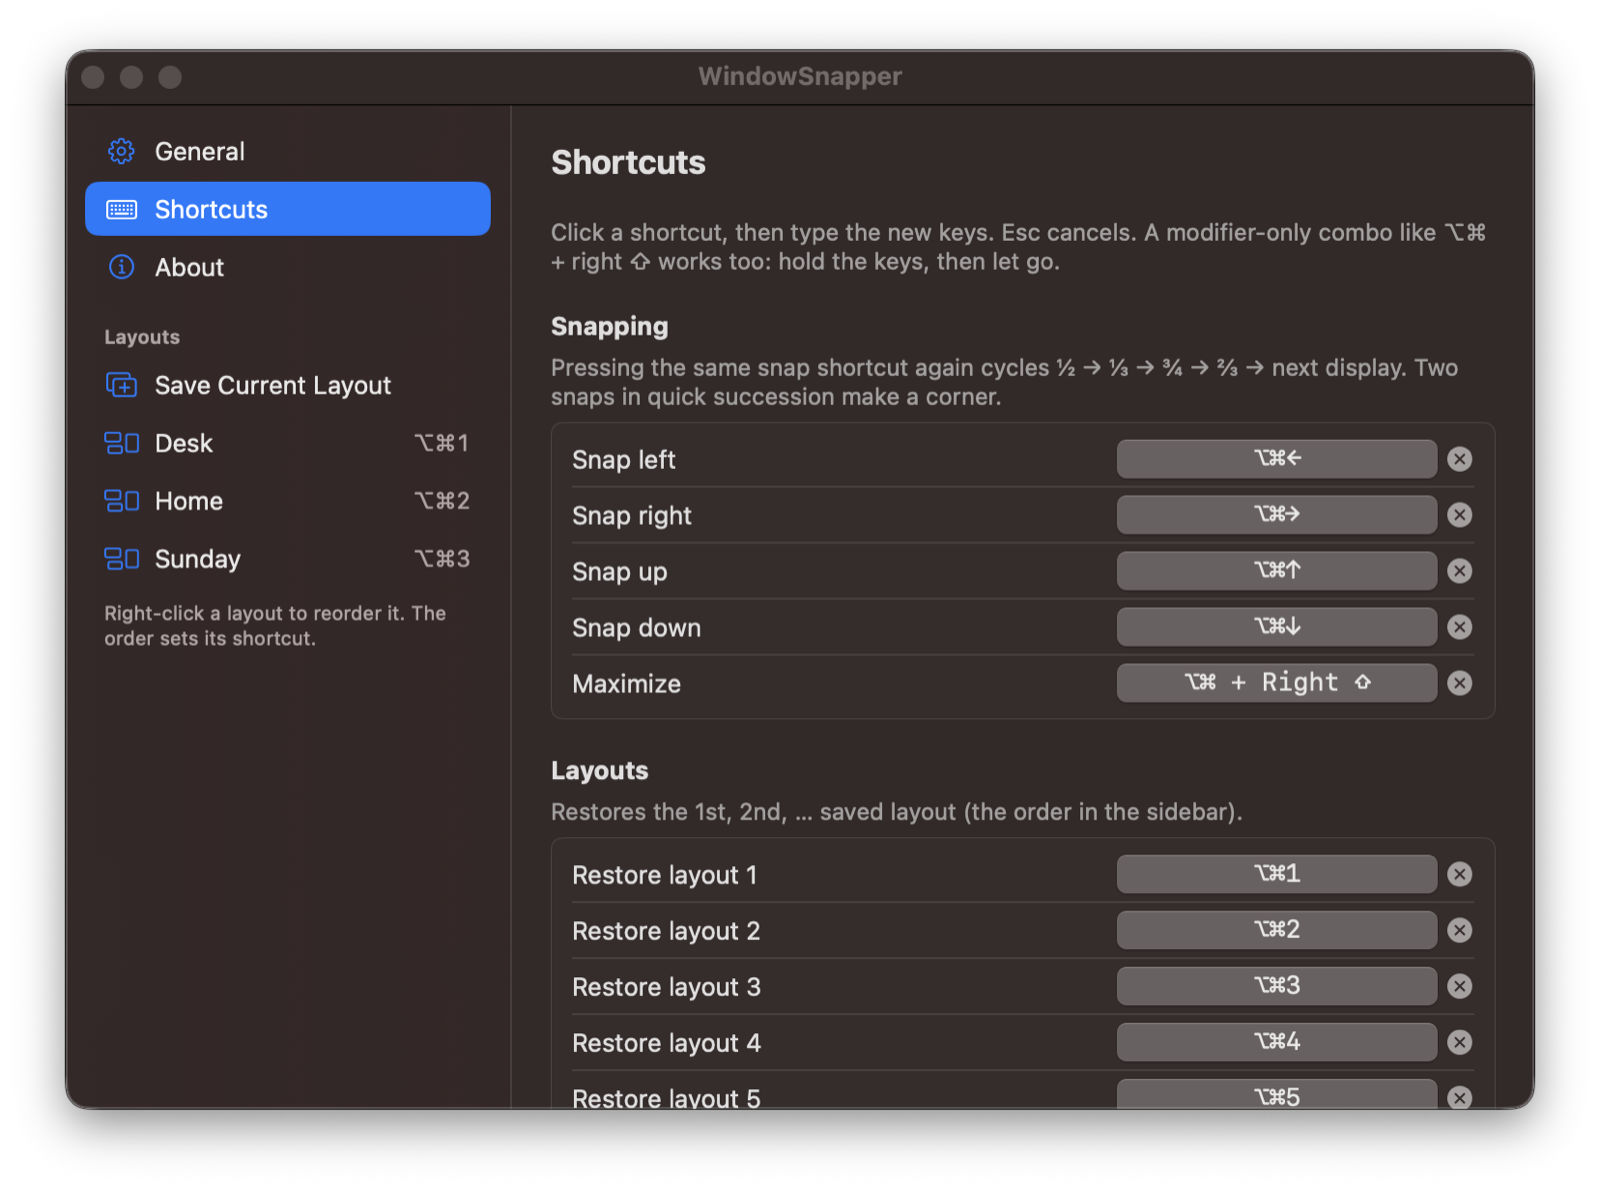 WindowSnapper
General
Shortcuts
About
Layouts
Save Current Layout
Desk ⌥⌘1
Home ⌥⌘2
Sunday ⌥⌘3
Right-click a layout to reorder it. The
order sets its shortcut.
Shortcuts
Click a shortcut, then type the new keys. Esc cancels. A modifier-only combo like ⌥⌘
+ right ⇧ works too: hold the keys, then let go.
Snapping
Pressing the same snap shortcut again cycles ½ → ⅓ → ¾ → ⅔ → next display. Two
snaps in quick succession make a corner.
Snap left ⌥⌘←
Snap right ⌥⌘→
Snap up ⌥⌘↑
Snap down ⌥⌘↓
Maximize ⌥⌘ + Right ⇧
Layouts
Restores the 1st, 2nd, ... saved layout (the order in the sidebar).
Restore layout 1 ⌥⌘1
Restore layout 2 ⌥⌘2
Restore layout 3 ⌥⌘3
Restore layout 4 ⌥⌘4
Restore layout 5 ⌥⌘5